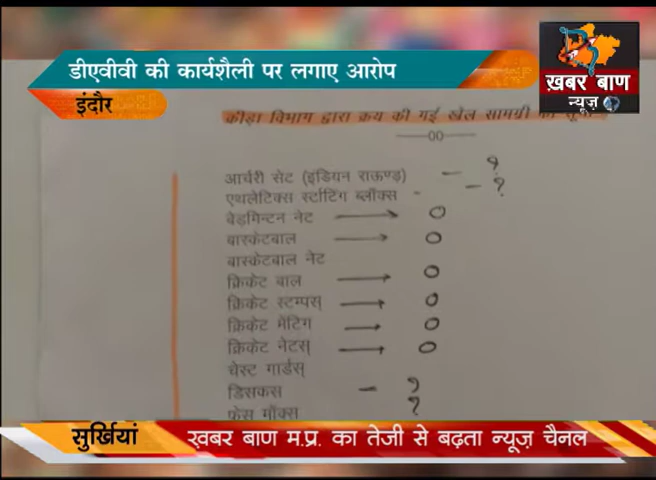 डीएवीवी की कार्यशैली पर लगाए आरोप
इंदौर
ख़बर बाण
न्यूज़
क्रीड़ा विभाग द्वारा क्रय की गई खेल सामग्री की सूची
00
आर्चरी सेट (इंडियन राऊण्ड) – ?
एथलेटिक्स र्स्टाटिंग ब्लॉक्स - – ?
बेडमिन्टन नेट → 0
बास्केटबाल → 0
बास्केटबाल नेट
क्रिकेट बाल → 0
क्रिकेट स्टम्पस् → 0
क्रिकेट मेंटिग → 0
क्रिकेट नेटस् → 0
चेस्ट गार्डस्
डिसकस – ?
फेस मॉक्स ?
सुर्खियां
ख़बर बाण म.प्र. का तेजी से बढ़ता न्यूज़ चैनल